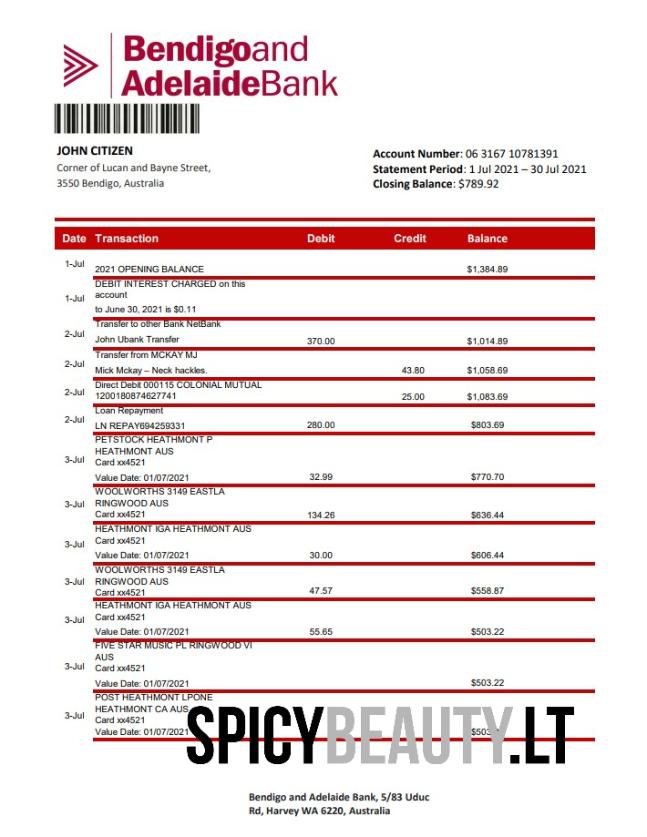 Bendigoand
AdelaideBank
JOHN CITIZEN
Corner of Lucan and Bayne Street,
3550 Bendigo, Australia
Account Number: 06 3167 10781391
Statement Period: 1 Jul 2021 – 30 Jul 2021
Closing Balance: $789.92
Date Transaction Debit Credit Balance
1-Jul 2021 OPENING BALANCE $1,384.89
DEBIT INTEREST CHARGED on this
1-Jul account
to June 30, 2021 is $0.11
Transfer to other Bank NetBank
2-Jul John Ubank Transfer 370.00 $1,014.89
Transfer from MCKAY MJ
2-Jul Mick Mckay – Neck hackles. 43.80 $1,058.69
Direct Debit 000115 COLONIAL MUTUAL
2-Jul 1200180874627741 25.00 $1,083.69
Loan Repayment
2-Jul LN REPAY694259331 280.00 $803.69
PETSTOCK HEATHMONT P
HEATHMONT AUS
3-Jul Card xx4521
Value Date: 01/07/2021 32.99 $770.70
WOOLWORTHS 3149 EASTLA
3-Jul RINGWOOD AUS
Card xx4521 134.26 $636.44
HEATHMONT IGA HEATHMONT AUS
3-Jul Card xx4521
Value Date: 01/07/2021 30.00 $606.44
WOOLWORTHS 3149 EASTLA
3-Jul RINGWOOD AUS
Card xx4521 47.57 $558.87
HEATHMONT IGA HEATHMONT AUS
3-Jul Card xx4521
Value Date: 01/07/2021 55.65 $503.22
FIVE STAR MUSIC PL RINGWOOD VI
AUS
3-Jul Card xx4521
Value Date: 01/07/2021 $503.22
POST HEATHMONT LPONE
HEATHMONT CA AUS
3-Jul Card xx4521
Value Date: 01/07/2021
SPICYBEAUTY.LT
Bendigo and Adelaide Bank, 5/83 Uduc
Rd, Harvey WA 6220, Australia